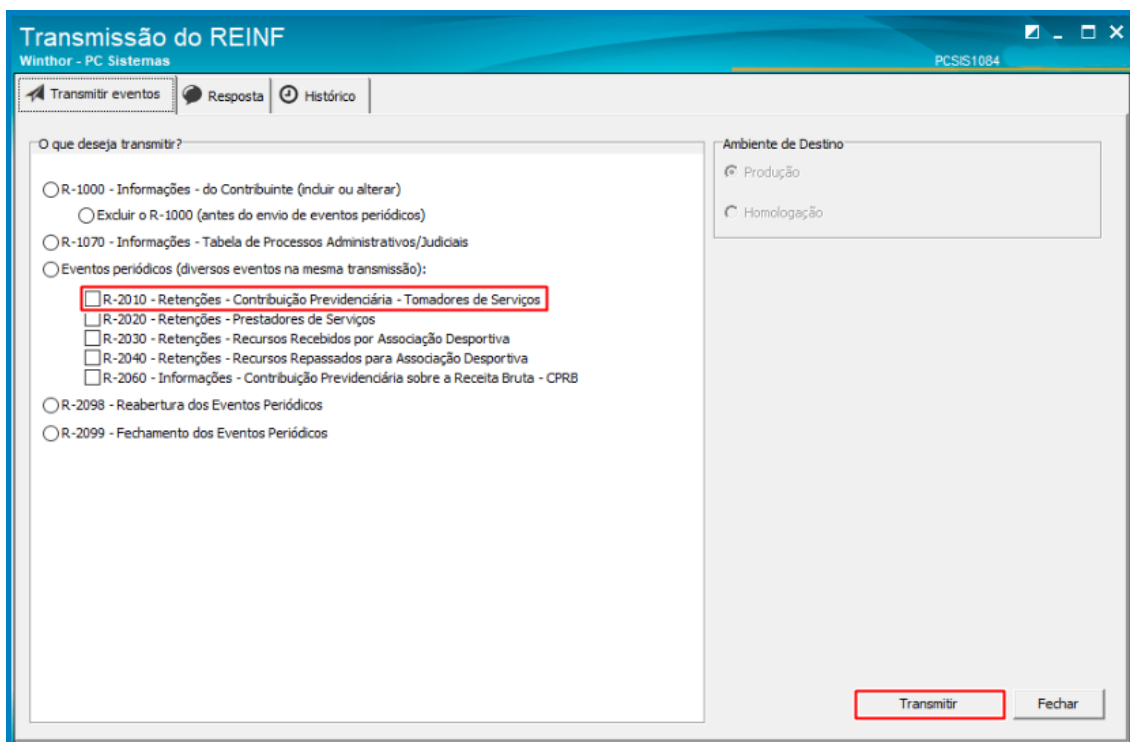 Transmissão do REINF
Winthor - PC Sistemas
PCSIS1084
Transmitir eventos
Resposta
Histórico
O que deseja transmitir?
R-1000 - Informações - do Contribuinte (incluir ou alterar)
Excluir o R-1000 (antes do envio de eventos periódicos)
R-1070 - Informações - Tabela de Processos Administrativos/Judiciais
Eventos periódicos (diversos eventos na mesma transmissão):
R-2010 - Retenções - Contribuição Previdenciária - Tomadores de Serviços
R-2020 - Retenções - Prestadores de Serviços
R-2030 - Retenções - Recursos Recebidos por Associação Desportiva
R-2040 - Retenções - Recursos Repassados para Associação Desportiva
R-2060 - Informações - Contribuição Previdenciária sobre a Receita Bruta - CPRB
R-2098 - Reabertura dos Eventos Periódicos
R-2099 - Fechamento dos Eventos Periódicos
Ambiente de Destino
Produção
Homologação
Transmitir
Fechar